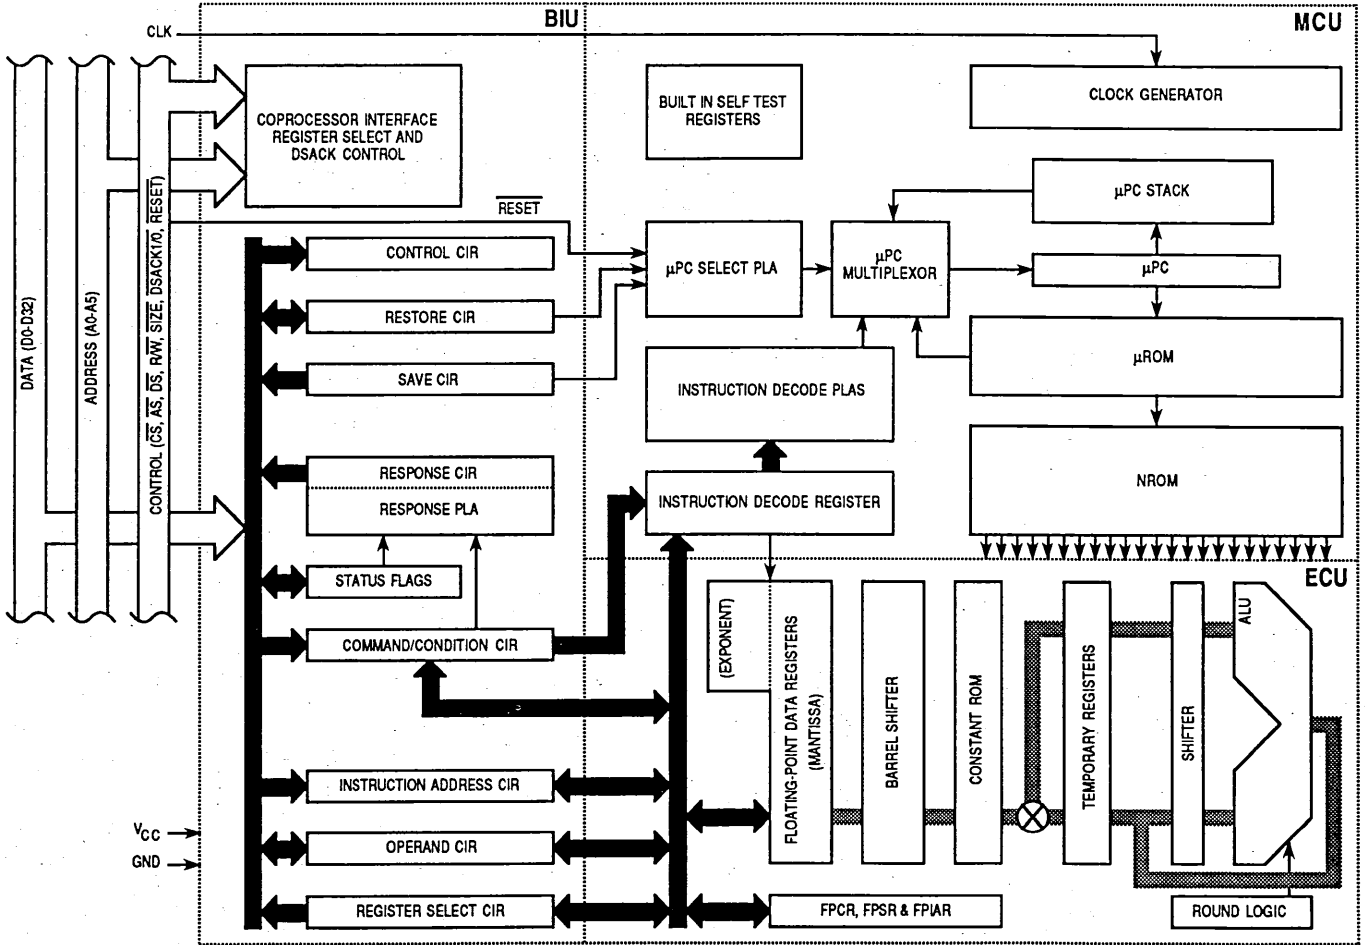 BIU
MCU
CLK
COPROCESSOR INTERFACE
REGISTER SELECT AND
DSACK CONTROL
BUILT IN SELF TEST
REGISTERS
CLOCK GENERATOR
μPC STACK
RESET
CONTROL CIR
μPC SELECT PLA
μPC
MULTIPLEXOR
μPC
RESTORE CIR
μROM
SAVE CIR
INSTRUCTION DECODE PLAS
DATA (D0-D32)
ADDRESS (A0-A5)
CONTROL (CS, AS, DS, R/W, SIZE, DSACK1/0, RESET)
RESPONSE CIR
RESPONSE PLA
INSTRUCTION DECODE REGISTER
NROM
STATUS FLAGS
ECU
COMMAND/CONDITION CIR
(EXPONENT)
FLOATING-POINT DATA REGISTERS
(MANTISSA)
BARREL SHIFTER
CONSTANT ROM
TEMPORARY REGISTERS
SHIFTER
ALU
INSTRUCTION ADDRESS CIR
VCC
GND
OPERAND CIR
REGISTER SELECT CIR
FPCR, FPSR & FPIAR
ROUND LOGIC